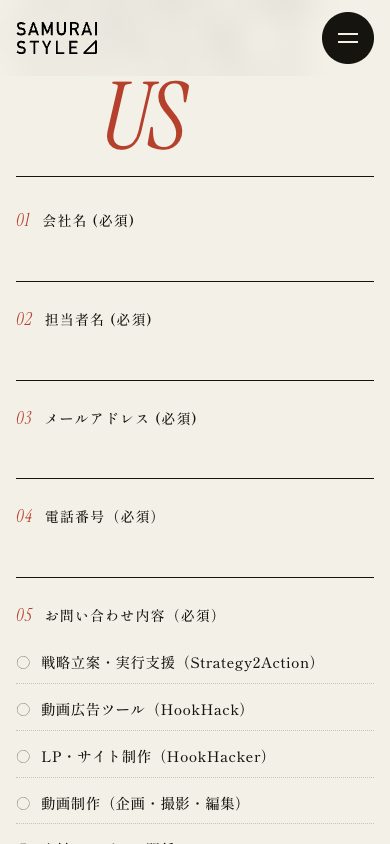 SAMURAI
STYLE
US
01 会社名 (必須)
02 担当者名 (必須)
03 メールアドレス (必須)
04 電話番号（必須）
05 お問い合わせ内容（必須）
戦略立案・実行支援（Strategy2Action）
動画広告ツール（HookHack）
LP・サイト制作（HookHacker）
動画制作（企画・撮影・編集）